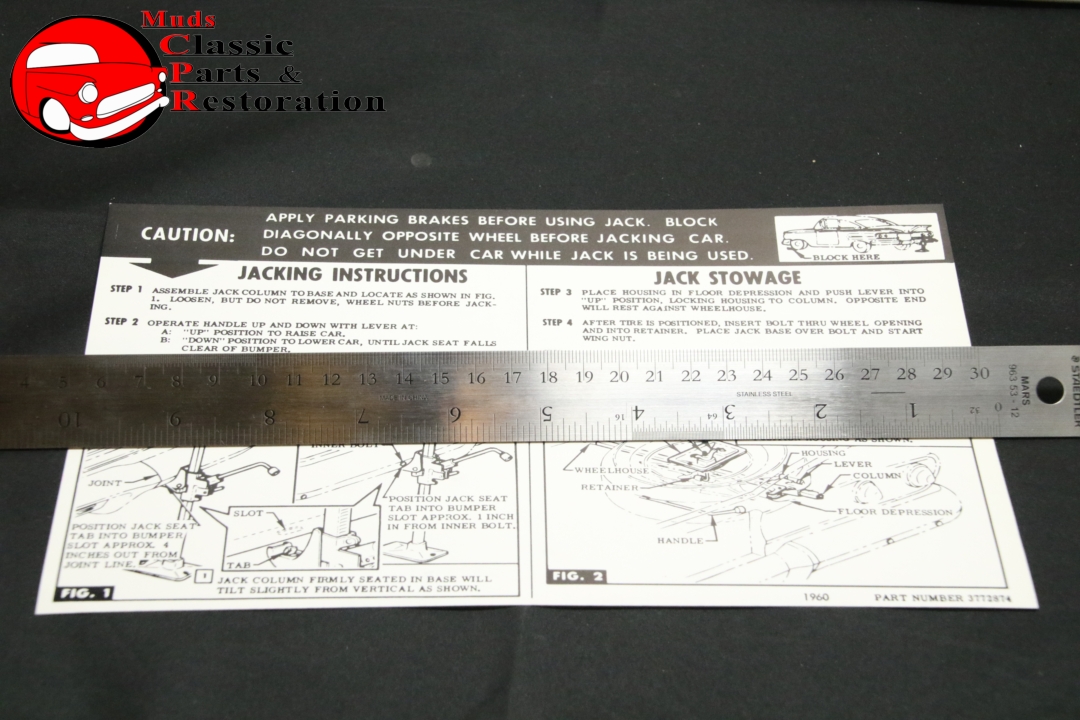 Muds
Classic
Parts &
Restoration
CAUTION:
APPLY PARKING BRAKES BEFORE USING JACK. BLOCK
DIAGONALLY OPPOSITE WHEEL BEFORE JACKING CAR.
DO NOT GET UNDER CAR WHILE JACK IS BEING USED.
BLOCK HERE
JACKING INSTRUCTIONS
STEP 1 ASSEMBLE JACK COLUMN TO BASE AND LOCATE AS SHOWN IN FIG.
1. LOOSEN, BUT DO NOT REMOVE, WHEEL NUTS BEFORE JACK-
ING.
STEP 2 OPERATE HANDLE UP AND DOWN WITH LEVER AT:
A: "UP" POSITION TO RAISE CAR.
B: "DOWN" POSITION TO LOWER CAR, UNTIL JACK SEAT FALLS
CLEAR OF BUMPER.
JACK STOWAGE
STEP 3 PLACE HOUSING IN FLOOR DEPRESSION AND PUSH LEVER INTO
"UP" POSITION, LOCKING HOUSING TO COLUMN. OPPOSITE END
WILL REST AGAINST WHEELHOUSE.
STEP 4 AFTER TIRE IS POSITIONED, INSERT BOLT THRU WHEEL OPENING
AND INTO RETAINER. PLACE JACK BASE OVER BOLT AND START
WING NUT.
4 5 6 7 8 9 10 11 12 13 14 15 16 17 18 19 20 21 22 23 24 25 26 27 28 29 30
STAINLESS STEEL
10 9 8 7 6 5 16 4 64 3 2 1 32 0
MARS
963 53 - 12
STAEDTLER
INNER BOLT
JOINT
POSITION JACK SEAT
TAB INTO BUMPER
SLOT APPROX. 4
INCHES OUT FROM
JOINT LINE.
SLOT
TAB
POSITION JACK SEAT
TAB INTO BUMPER
SLOT APPROX. 1 INCH
IN FROM INNER BOLT.
1 JACK COLUMN FIRMLY SEATED IN BASE WILL
TILT SLIGHTLY FROM VERTICAL AS SHOWN.
FIG. 1
HOUSING AS SHOWN.
WHEELHOUSE
RETAINER
HOUSING
LEVER
COLUMN
FLOOR DEPRESSION
HANDLE
FIG. 2
1960 PART NUMBER 3772874